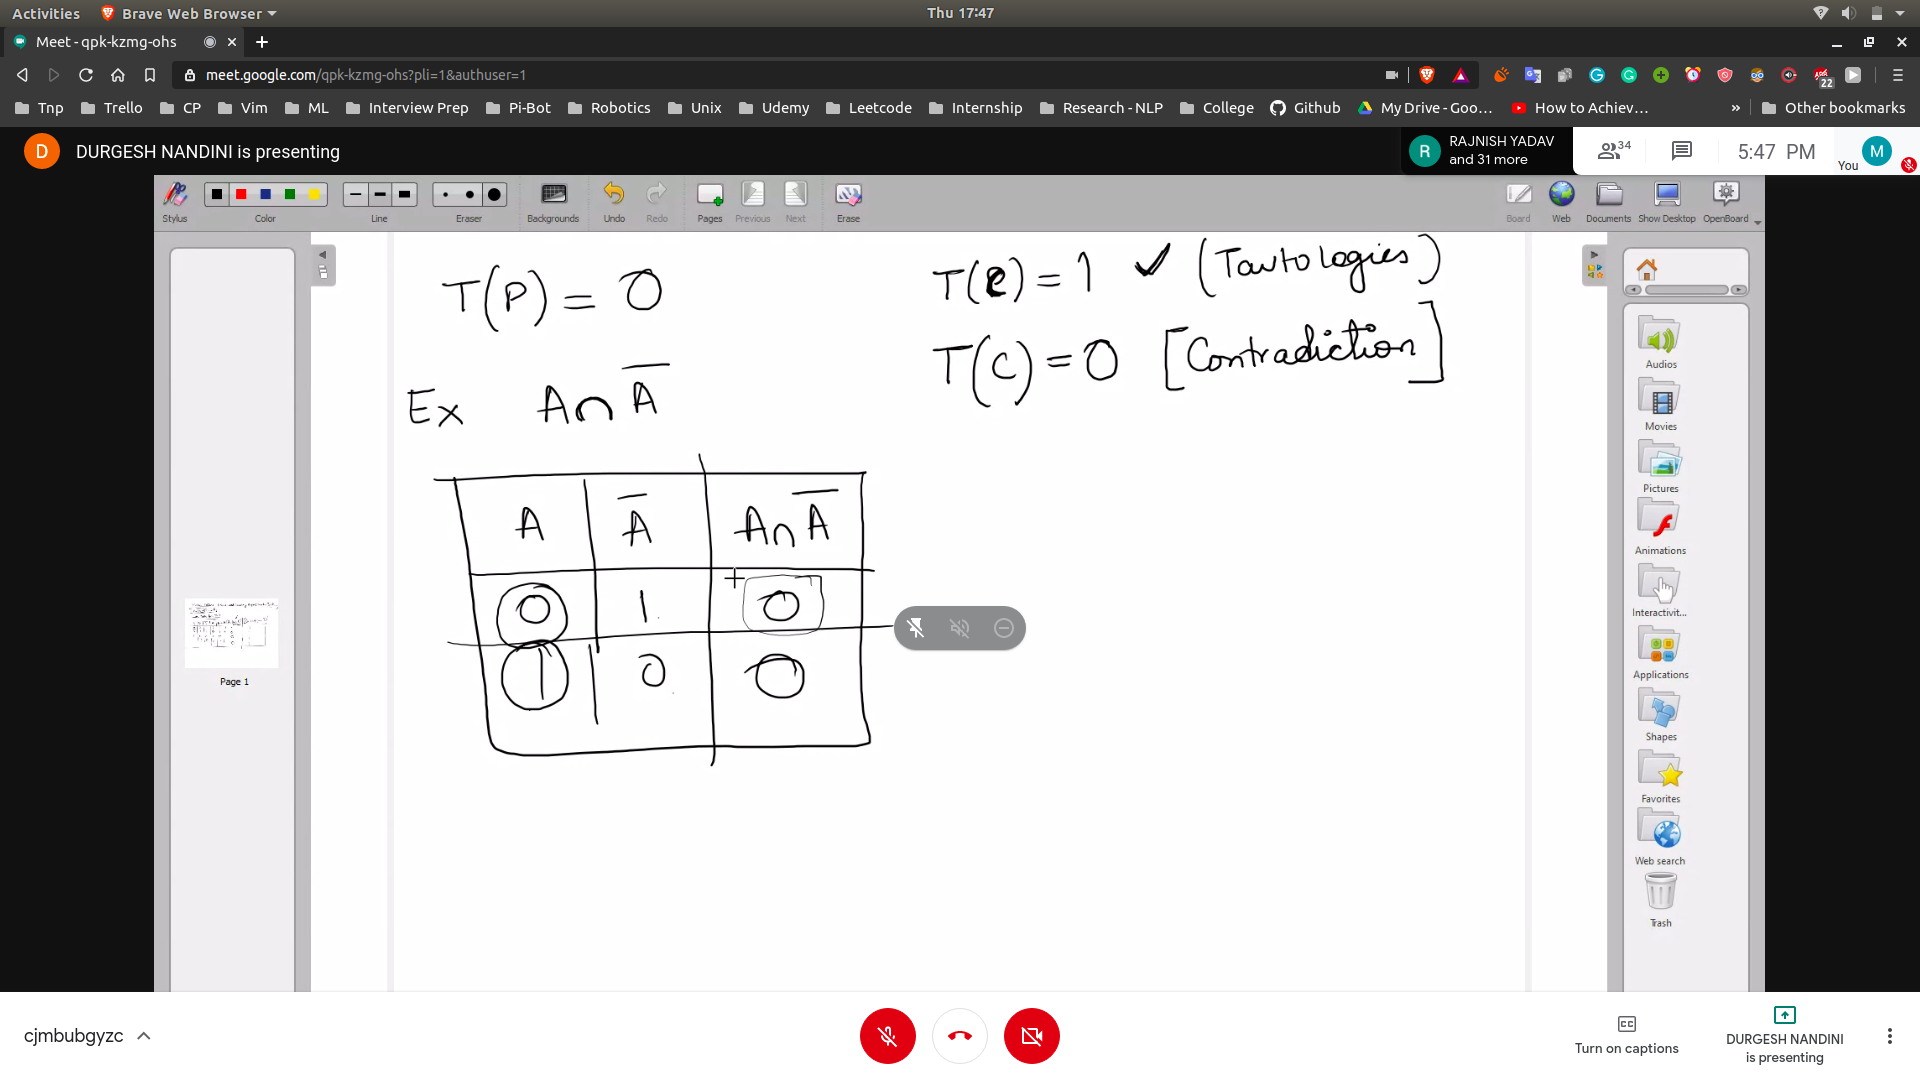 Activities Brave Web Browser Thu 17:47
Meet - qpk-kzmg-ohs
meet.google.com/qpk-kzmg-ohs?pli=1&authuser=1 22
Tnp Trello CP Vim ML Interview Prep Pi-Bot Robotics Unix Udemy Leetcode Internship Research - NLP College Github My Drive - Goo... How to Achiev... » Other bookmarks
D DURGESH NANDINI is presenting
R RAJNISH YADAV
and 31 more
34
5:47 PM
You M
Stylus Color Line Eraser Backgrounds Undo Redo Pages Previous Next Erase Board Web Documents Show Desktop OpenBoard
T(P) = 0
T(C) = 1 ✓ (Tautologies)
T(C) = 0 [Contradiction]
Ex A∩A̅
A A̅ A∩A̅
0 1 0
1 0 0
Page 1
Audios
Movies
Pictures
Animations
Interactivit...
Applications
Shapes
Favorites
Web search
Trash
cjmbubgyzc
Turn on captions
DURGESH NANDINI
is presenting